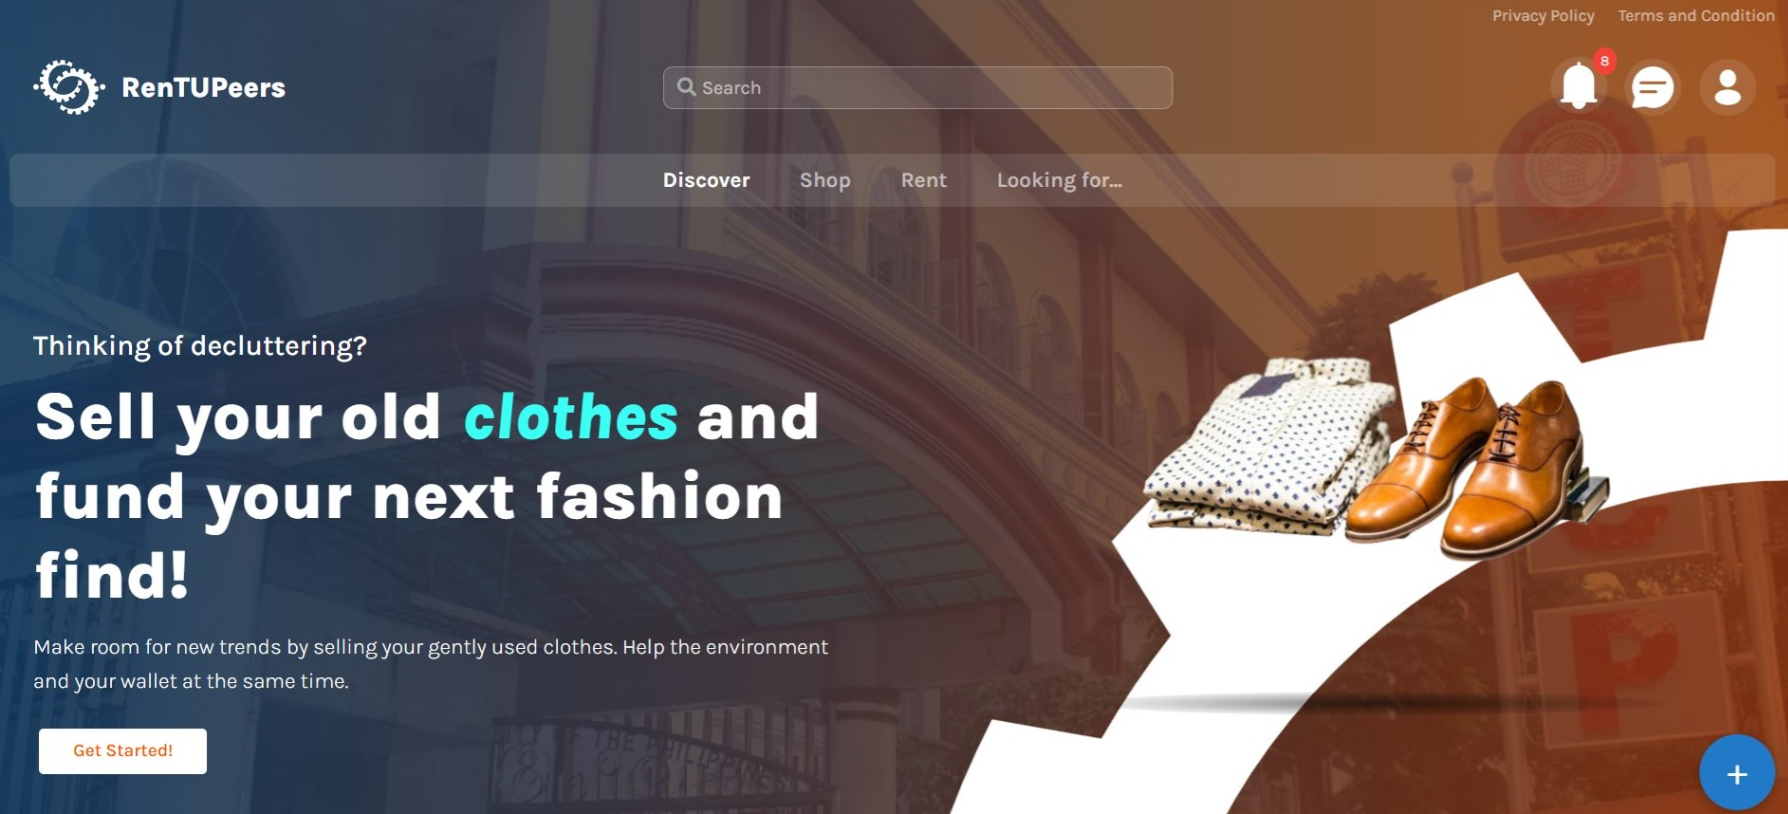 Privacy Policy Terms and Condition
RenTUPeers
Search
8
Discover Shop Rent Looking for...
Thinking of decluttering?
Sell your old clothes and
fund your next fashion
find!
Make room for new trends by selling your gently used clothes. Help the environment
and your wallet at the same time.
Get Started!
+
T
U
P